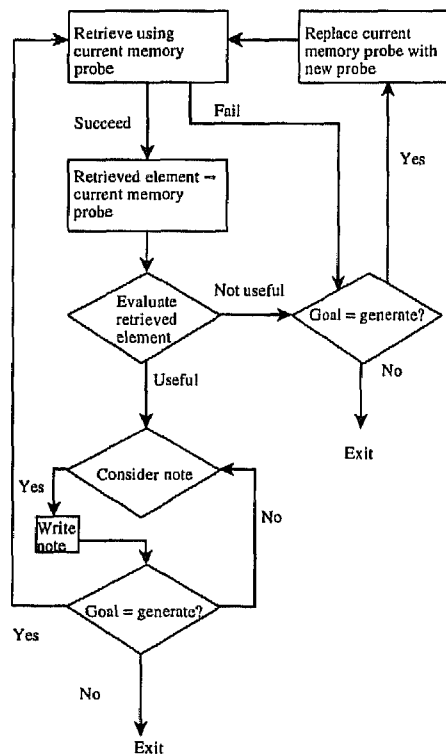 Retrieve using
current memory
probe
Replace current
memory probe with
new probe
Succeed
Fail
Yes
Retrieved element →
current memory
probe
Evaluate
retrieved
element
Not useful
Goal = generate?
Useful
No
Exit
Consider note
Yes
No
Write
note
Goal = generate?
Yes
No
Exit